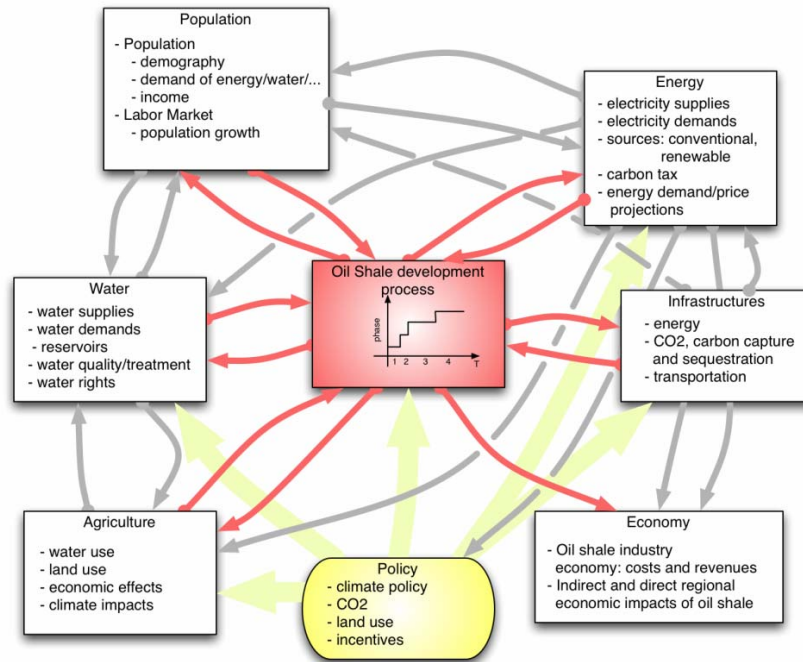 Population
- Population
- demography
- demand of energy/water/...
- income
- Labor Market
- population growth
Energy
- electricity supplies
- electricity demands
- sources: conventional,
renewable
- carbon tax
- energy demand/price
projections
Water
- water supplies
- water demands
- reservoirs
- water quality/treatment
- water rights
Oil Shale development
process
phase
1 2 3 4 T
Infrastructures
- energy
- CO2, carbon capture
and sequestration
- transportation
Agriculture
- water use
- land use
- economic effects
- climate impacts
Policy
- climate policy
- CO2
- land use
- incentives
Economy
- Oil shale industry
economy: costs and revenues
- Indirect and direct regional
economic impacts of oil shale